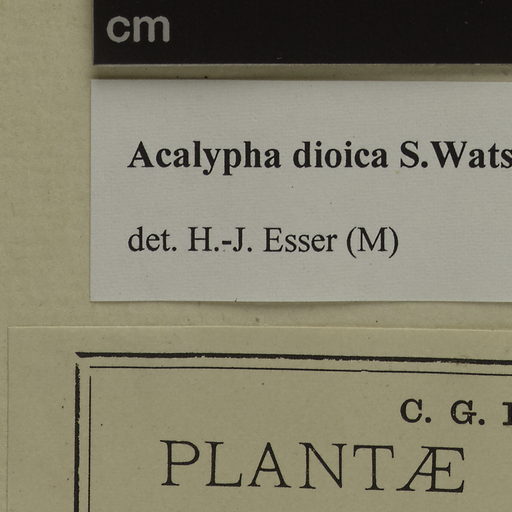 cm
Acalypha dioica S.Wats
det. H.-J. Esser (M)
C. G.
PLANTÆ